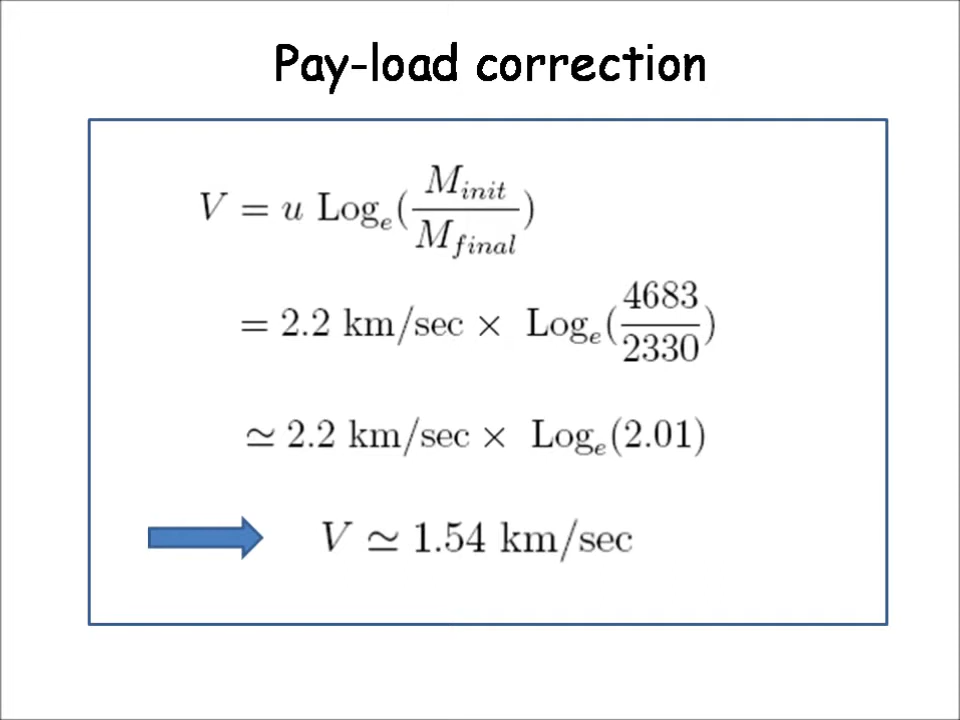 Pay-load correction
V = u Log_e(M_init/M_final)
= 2.2 km/sec × Log_e(4683/2330)
≃ 2.2 km/sec × Log_e(2.01)
V ≃ 1.54 km/sec